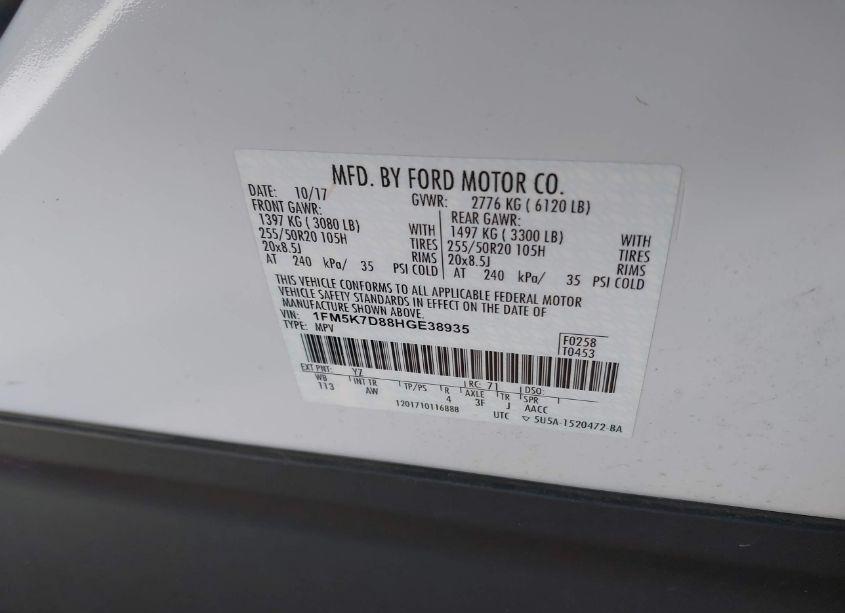 MFD. BY FORD MOTOR CO.
DATE: 10/17 GVWR: 2776 KG ( 6120 LB)
FRONT GAWR: REAR GAWR:
1397 KG ( 3080 LB) WITH 1497 KG ( 3300 LB) WITH
255/50R20 105H TIRES 255/50R20 105H TIRES
20x8.5J RIMS 20x8.5J RIMS
AT 240 kPa/ 35 PSI COLD AT 240 kPa/ 35 PSI COLD
THIS VEHICLE CONFORMS TO ALL APPLICABLE FEDERAL MOTOR
VEHICLE SAFETY STANDARDS IN EFFECT ON THE DATE OF
MANUFACTURE SHOWN ABOVE.
VIN: 1FM5K7D88HGE38935
TYPE: MPV
F0258
T0453
EXT PNT: YZ RC: 71 DSO:
WB INT TR TP/PS R AXLE TR SPR
113 AW 4 3F J AACC
1201710116888 UTC ▽ 5U5A-1520472-BA